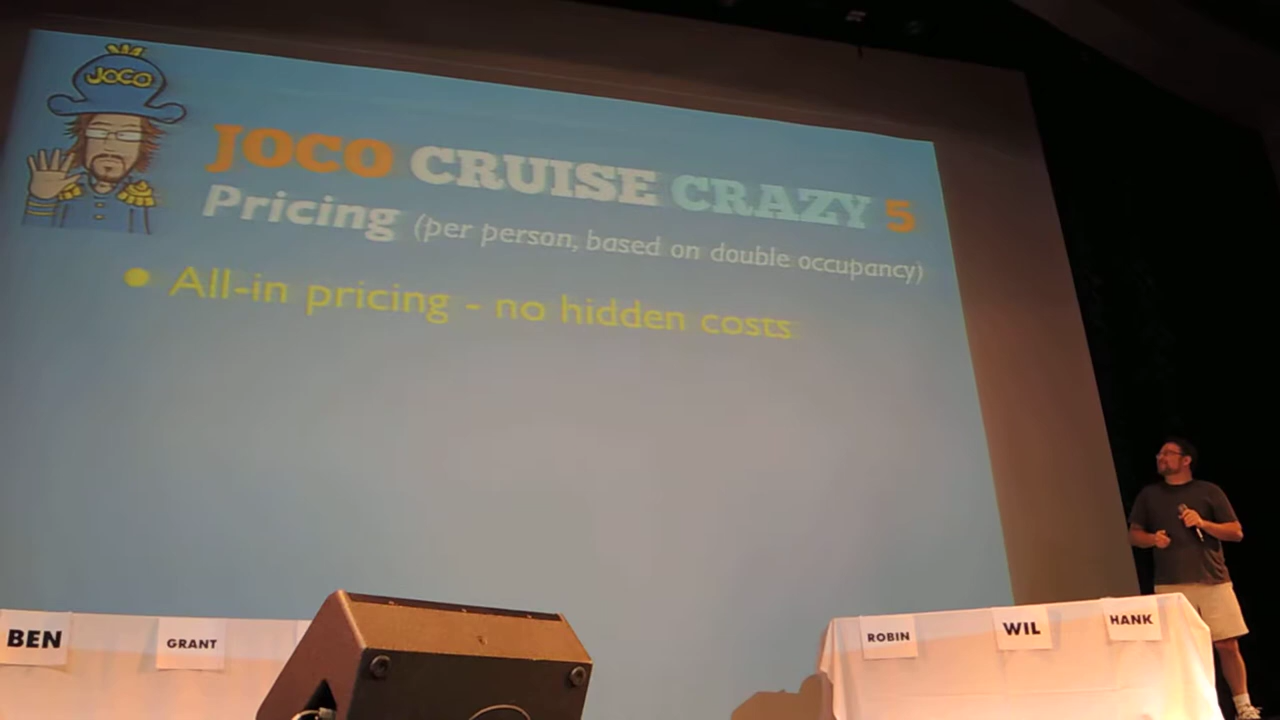 JOCO
JOCO CRUISE CRAZY 5
Pricing (per person, based on double occupancy)
• All-in pricing - no hidden costs
BEN
GRANT
ROBIN
WIL
HANK